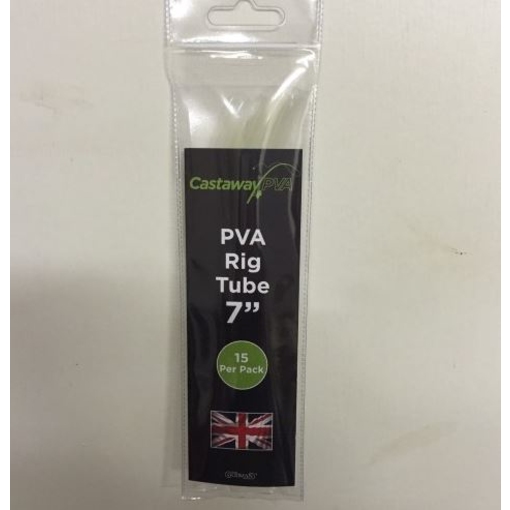 CastawayPVA
PVA
Rig
Tube
7”
15
Per Pack